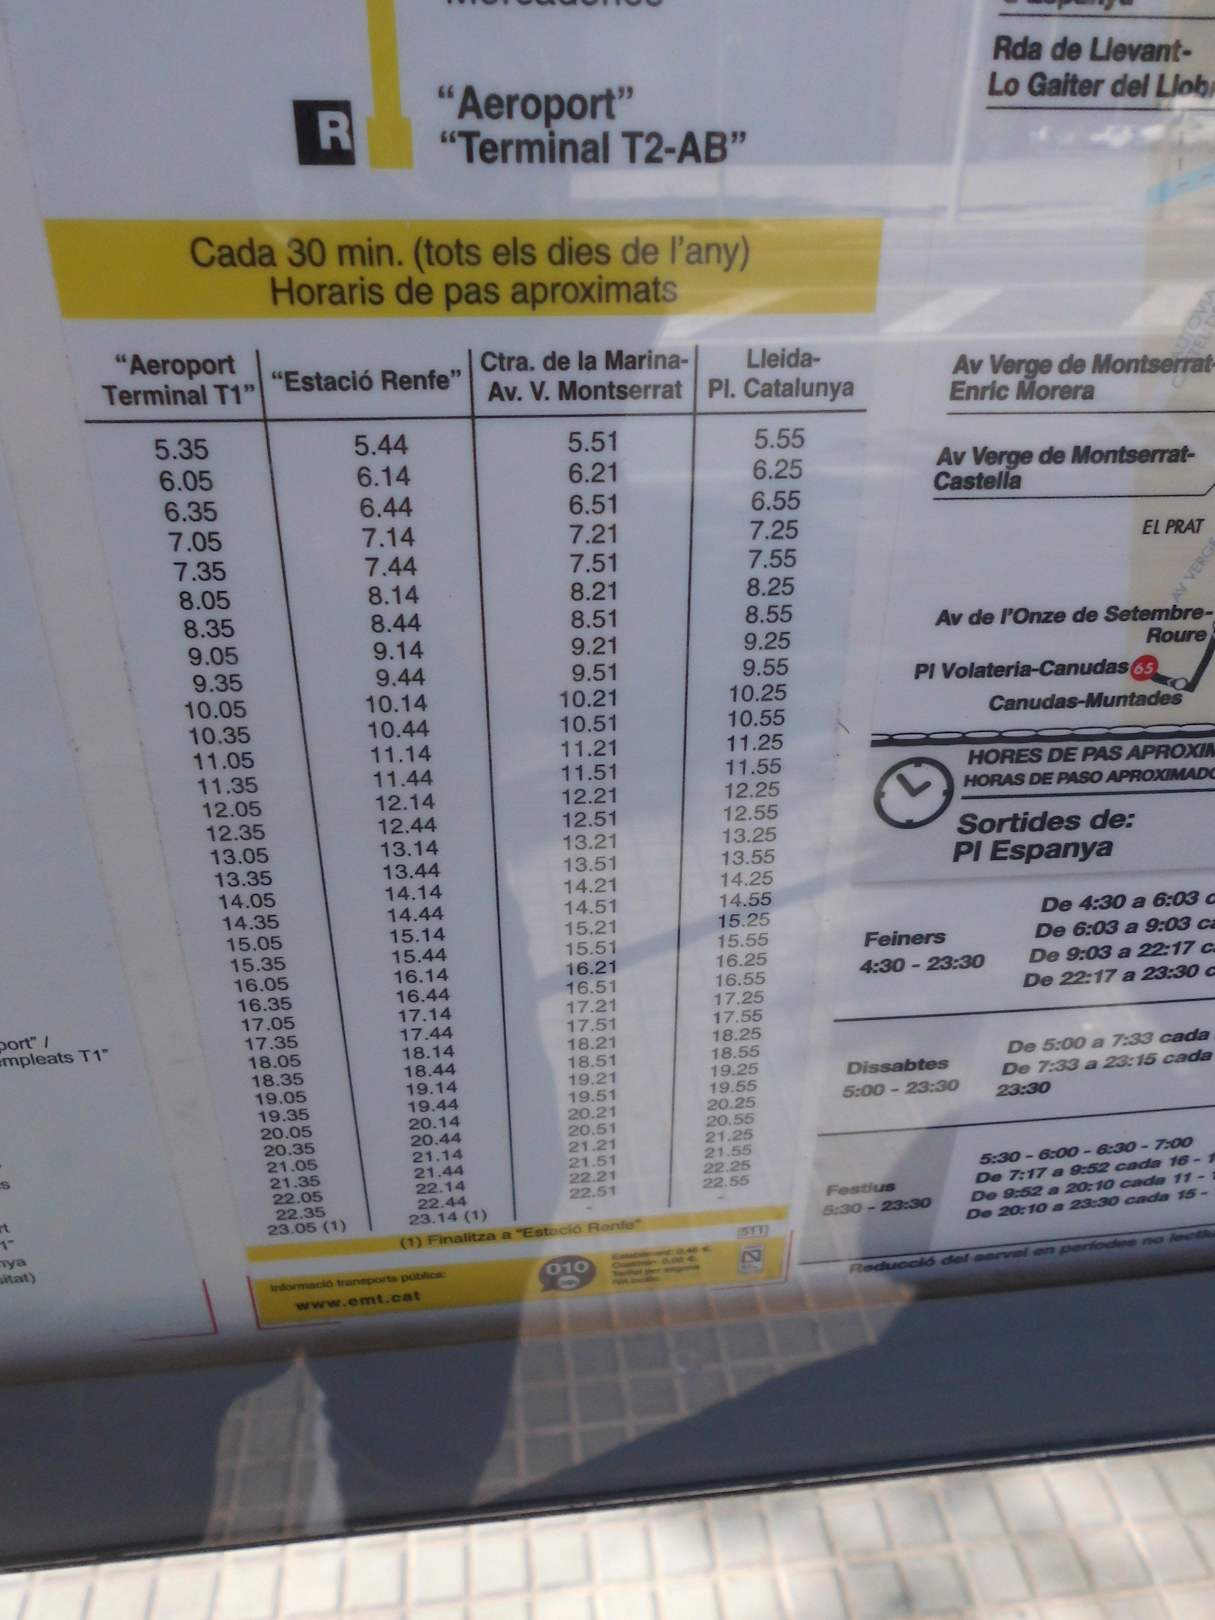 R
"Aeroport"
"Terminal T2-AB"
Cada 30 min. (tots els dies de l'any)
Horaris de pas aproximats
"Aeroport Terminal T1" "Estació Renfe" Ctra. de la Marina-Av. V. Montserrat Lleida-Pl. Catalunya
5.35 5.44 5.51 5.55
6.05 6.14 6.21 6.25
6.35 6.44 6.51 6.55
7.05 7.14 7.21 7.25
7.35 7.44 7.51 7.55
8.05 8.14 8.21 8.25
8.35 8.44 8.51 8.55
9.05 9.14 9.21 9.25
9.35 9.44 9.51 9.55
10.05 10.14 10.21 10.25
10.35 10.44 10.51 10.55
11.05 11.14 11.21 11.25
11.35 11.44 11.51 11.55
12.05 12.14 12.21 12.25
12.35 12.44 12.51 12.55
13.05 13.14 13.21 13.25
13.35 13.44 13.51 13.55
14.05 14.14 14.21 14.25
14.35 14.44 14.51 14.55
15.05 15.14 15.21 15.25
15.35 15.44 15.51 15.55
16.05 16.14 16.21 16.25
16.35 16.44 16.51 16.55
17.05 17.14 17.21 17.25
17.35 17.44 17.51 17.55
18.05 18.14 18.21 18.25
18.35 18.44 18.51 18.55
19.05 19.14 19.21 19.25
19.35 19.44 19.51 19.55
20.05 20.14 20.21 20.25
20.35 20.44 20.51 20.55
21.05 21.14 21.21 21.25
21.35 21.44 21.51 21.55
22.05 22.14 22.21 22.25
22.35 22.44 22.51 22.55
23.05 (1) 23.14 (1) - -
(1) Finalitza a "Estació Renfe"
Informació transports públics:
www.emt.cat
010
511
Rda de Llevant-
Lo Gaiter del
Av Verge de Montserrat-
Enric Morera
Av Verge de Montserrat-
Castella
EL PRAT
AV VERGE
Av de l'Onze de Setembre-
Roure
Pl Volateria-Canudas 65
Canudas-Muntades
HORES DE PAS
HORAS DE PASO
Sortides de:
Pl Espanya
Feiners
4:30 - 23:30
De 4:30 a 6:03
De 6:03 a 9:03
De 9:03 a 22:17
De 22:17 a 23:30
Dissabtes
5:00 - 23:30
De 5:00 a 7:33 cada
De 7:33 a 23:15 cada
23:30
Festius
5:30 - 23:30
5:30 - 6:00 - 6:30 - 7:00
De 7:17 a 9:52 cada 16 -
De 9:52 a 20:10 cada 11 -
De 20:10 a 23:30 cada 15 -
Reducció del servei en períodes no
T1"